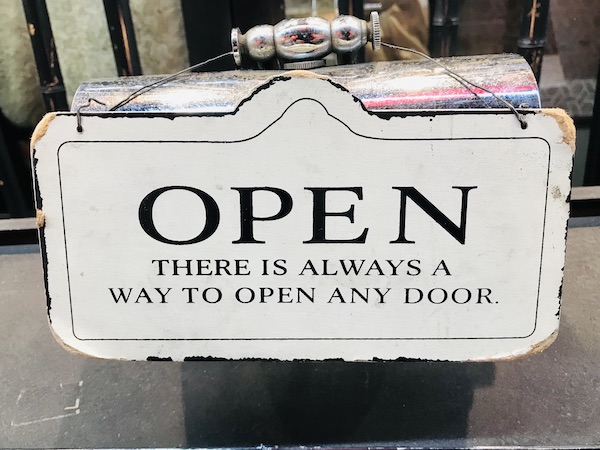 OPEN
THERE IS ALWAYS A
WAY TO OPEN ANY DOOR.